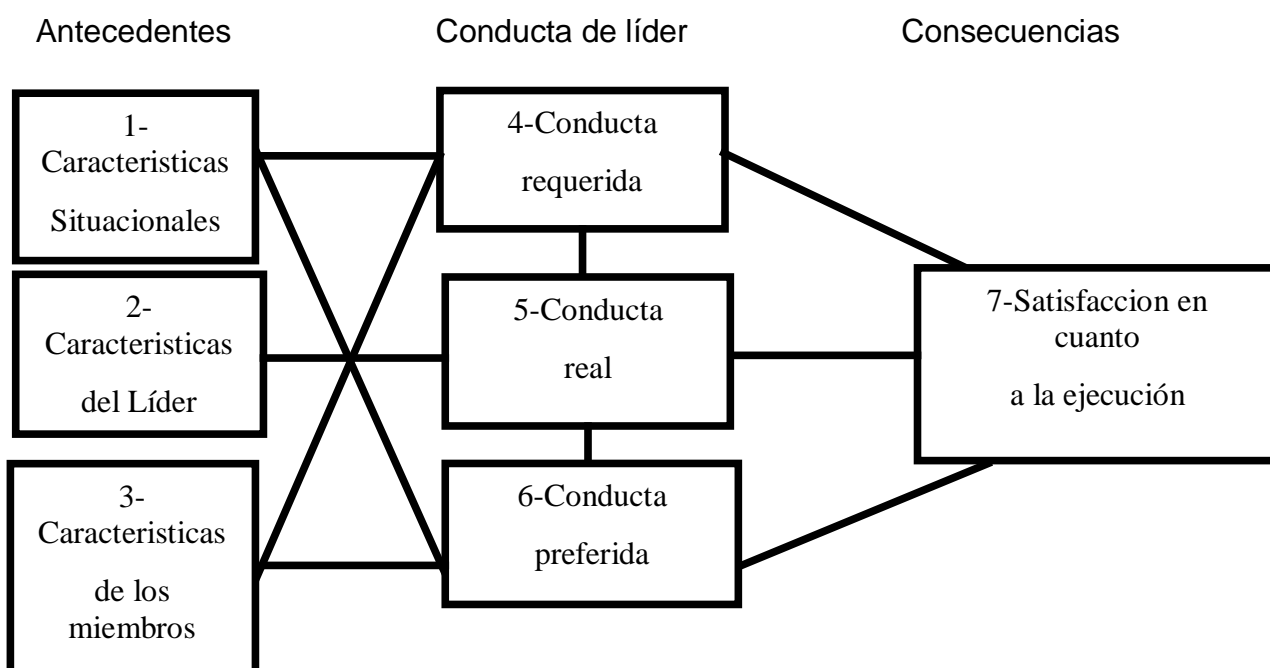 Antecedentes
Conducta de líder
Consecuencias
1-
Caracteristicas
Situacionales
2-
Caracteristicas
del Líder
3-
Caracteristicas
de los
miembros
4-Conducta
requerida
5-Conducta
real
6-Conducta
preferida
7-Satisfaccion en
cuanto
a la ejecución